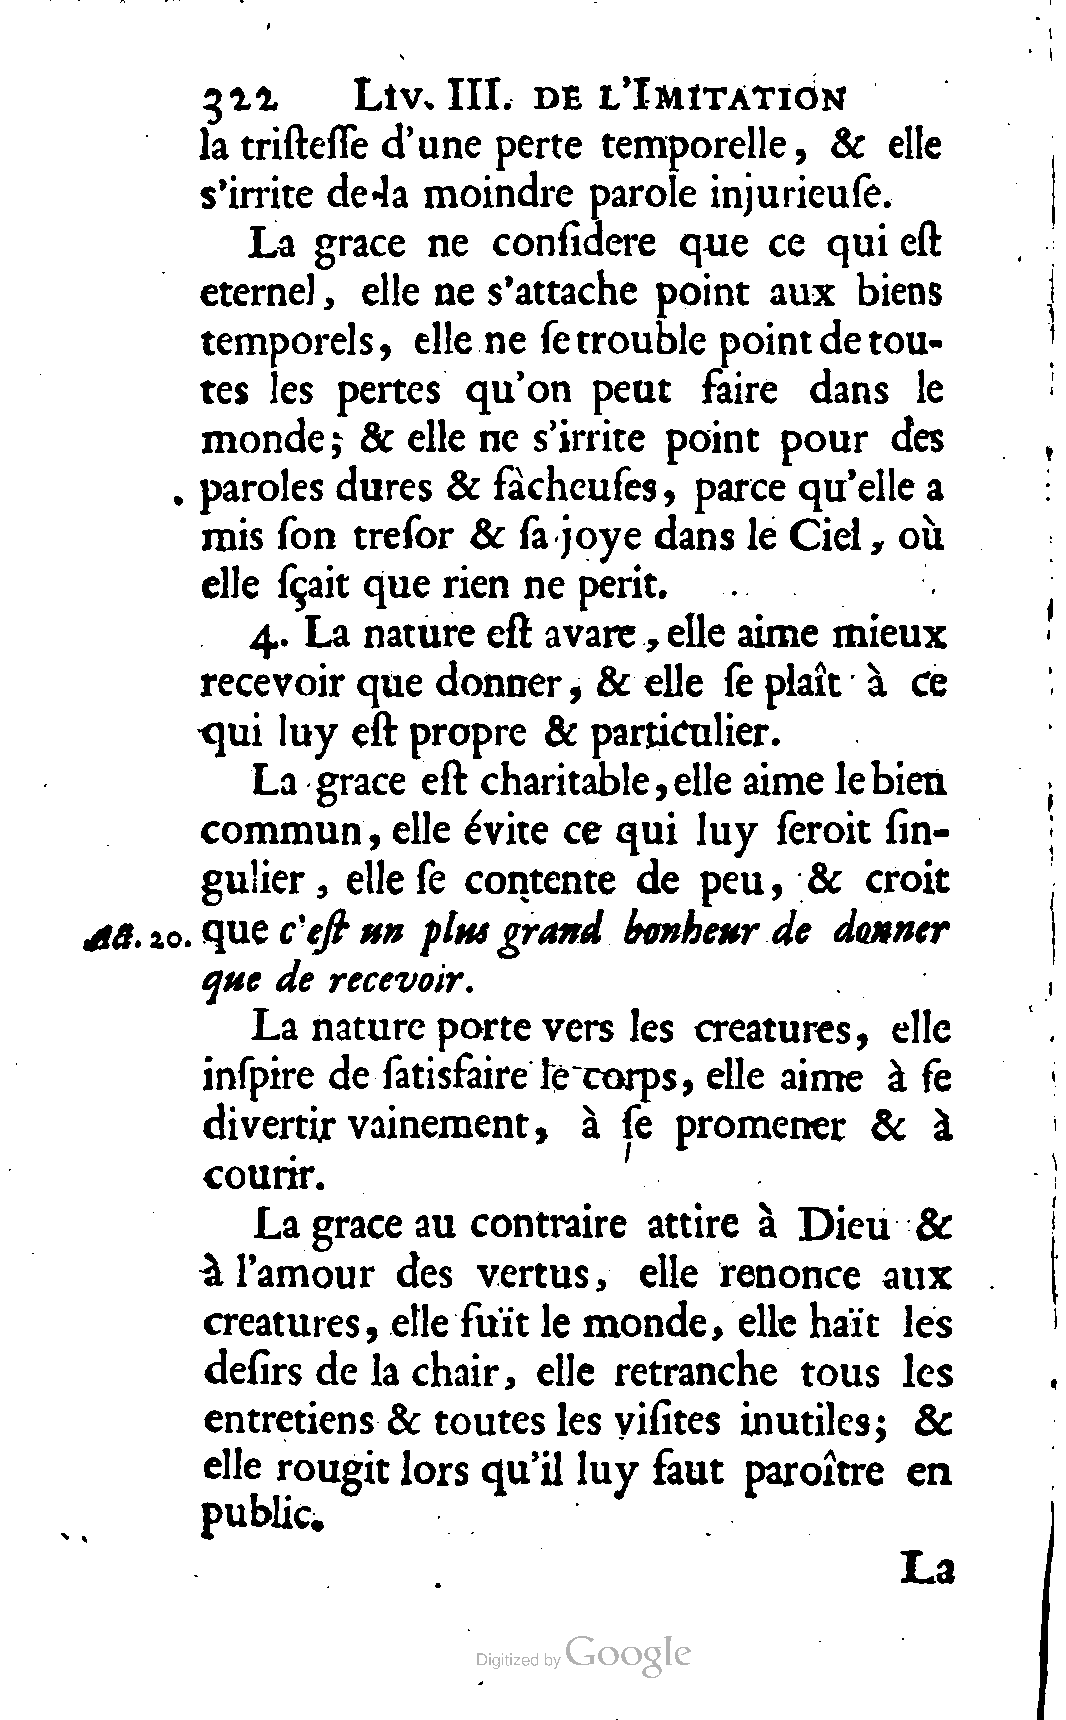 322 LIV. III. DE L'IMITATION
la triſteſſe d'une perte temporelle, & elle
s'irrite de la moindre parole injurieuſe.
La grace ne conſidere que ce qui eſt
eternel, elle ne s'attache point aux biens
temporels, elle ne ſe trouble point de tou-
tes les pertes qu'on peut faire dans le
monde; & elle ne s'irrite point pour des
paroles dures & fâcheuſes, parce qu'elle a
mis ſon treſor & ſa joye dans le Ciel, où
elle ſçait que rien ne perit.
4. La nature eſt avare, elle aime mieux
recevoir que donner, & elle ſe plaît à ce
qui luy eſt propre & particulier.
La grace eſt charitable, elle aime le bien
commun, elle évite ce qui luy ſeroit ſin-
gulier, elle ſe contente de peu, & croit
Act. 20. que c'eſt un plus grand bonheur de donner
que de recevoir.
La nature porte vers les creatures, elle
inſpire de ſatisfaire le corps, elle aime à ſe
divertir vainement, à ſe promener & à
courir.
La grace au contraire attire à Dieu &
à l'amour des vertus, elle renonce aux
creatures, elle fuït le monde, elle haït les
deſirs de la chair, elle retranche tous les
entretiens & toutes les viſites inutiles; &
elle rougit lors qu'il luy faut paroître en
public.
La
Digitized by Google